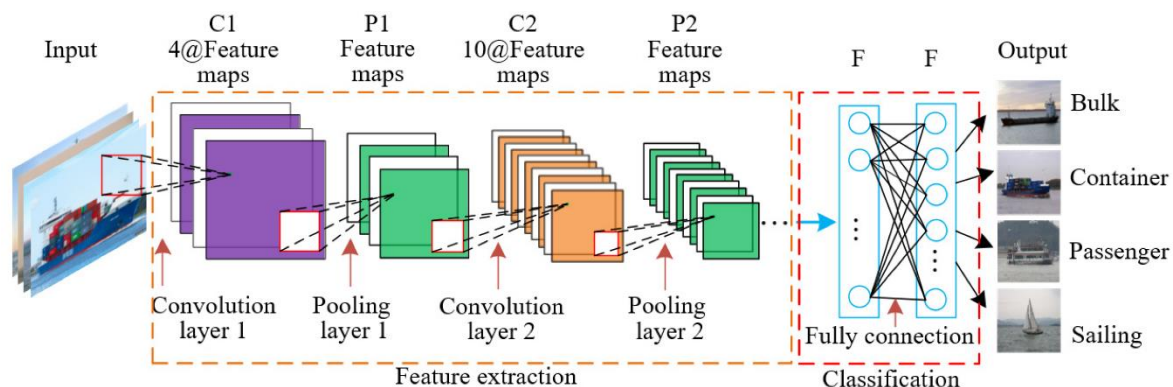 Input
C1
4@Feature
maps
P1
Feature
maps
C2
10@Feature
maps
P2
Feature
maps
F
F
Output
Bulk
Container
Passenger
Sailing
Convolution
layer 1
Pooling
layer 1
Convolution
layer 2
Pooling
layer 2
Fully connection
Feature extraction
Classification